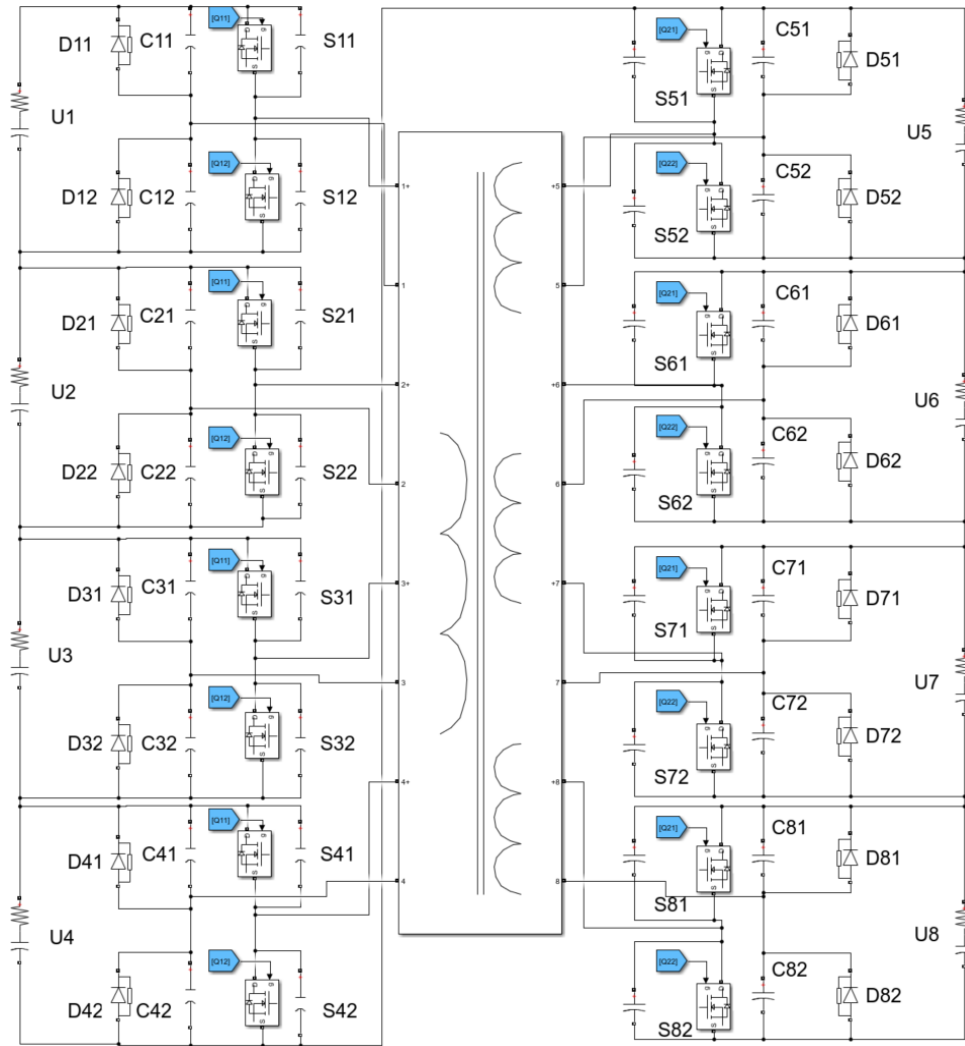 [Q11]
D11 C11 S11
U1
[Q12]
D12 C12 S12
[Q11]
D21 C21 S21
U2
[Q12]
D22 C22 S22
[Q11]
D31 C31 S31
U3
[Q12]
D32 C32 S32
[Q11]
D41 C41 S41
U4
[Q12]
D42 C42 S42
1+
1
2+
2
3+
3
4+
4
+5
5
+6
6
+7
7
+8
8
[Q21]
C51
D51
S51
U5
[Q22]
C52
D52
S52
[Q21]
C61
D61
S61
U6
[Q22]
C62
D62
S62
[Q21]
C71
D71
S71
U7
[Q22]
C72
D72
S72
[Q21]
C81
D81
S81
U8
[Q22]
C82
D82
S82